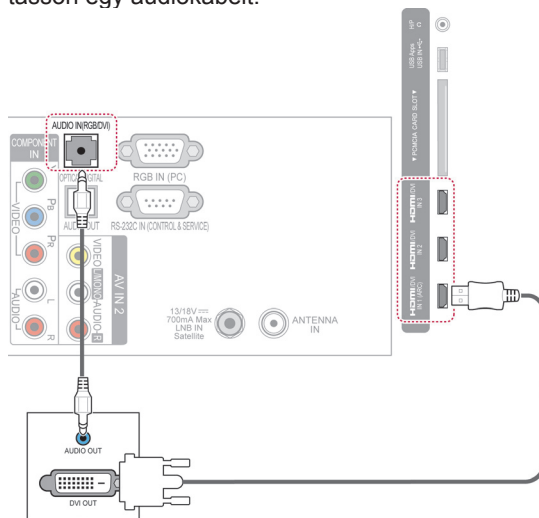 tasson egy audiokábelt.
H/P
USB Apps
USB IN
▼ PCMCIA CARD SLOT ▼
AUDIO IN(RGB/DVI)
COMPONENT
IN
RGB IN (PC)
OPTICAL DIGITAL
AUDIO OUT
RS-232C IN (CONTROL & SERVICE)
Y
PB
PR
VIDEO
L
R
AUDIO
VIDEO
L/MONO
AUDIO
R
AV IN 2
13/18V
700mA Max
LNB IN
Satellite
ANTENNA
IN
HDMI/DVI
IN 3
HDMI/DVI
IN 2
HDMI/DVI
IN 1 (ARC)
AUDIO OUT
DVI OUT